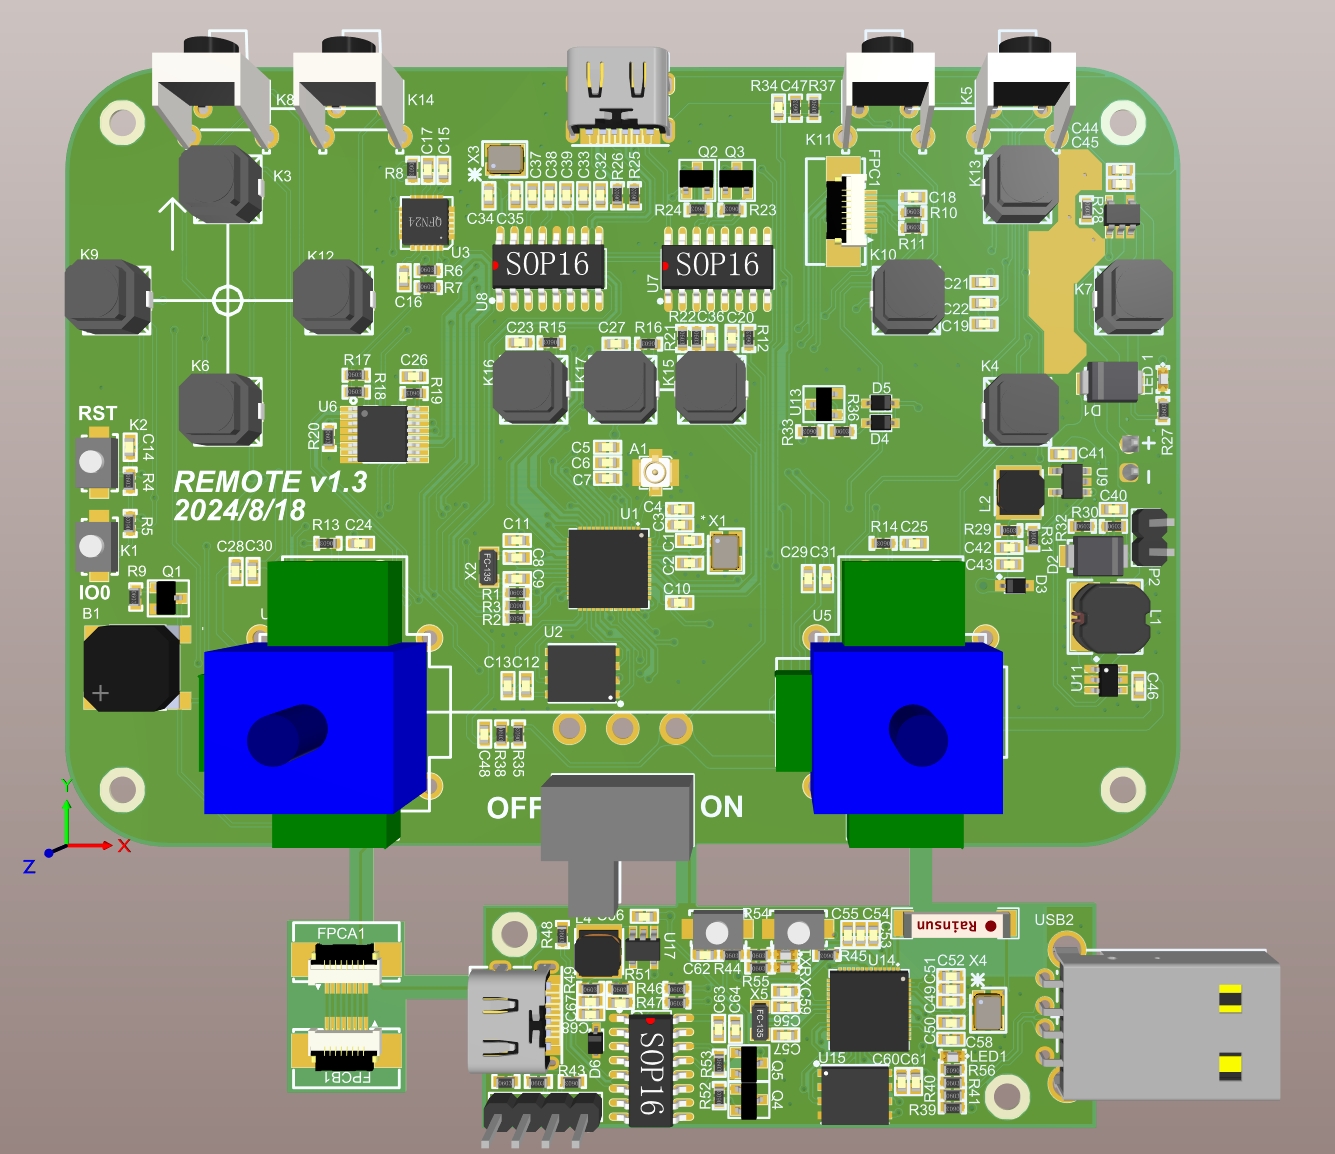 K8
K14
R34 C47 R37
K5
K11
C44
C45
C17
C15
X3
R8
C37
C38
C39
C33
C32
R26
R25
Q2 Q3
FPC1
K13
K3
R28
C18
R10
R11
C34 C35
R24
R23
QFN24
U3
SOP16
SOP16
U8
U7
K9
K12
K10
K7
R6
R7
C16
C21
C22
C19
C23 R15
C27 R16
R21
R22 C36 C20
R12
K6
K16
K17
K15
K4
R17
R18
C26
R19
U6
R20
U13
R33
R36
D5
D4
D1
LED1
R27
RST
K2
C14
R4
C5
C6
C7
A1
C41
+
-
U9
L2
REMOTE v1.3
2024/8/18
R5
K1
IO0
R13 C24
C11
U1
C4
C3
C1
C2
X1
R14 C25
C40
R30
R32
R29
R31
C42
C43
D2
P2
C28 C30
X2
FC-135
C8
C9
R1
R3
R2
C10
C29 C31
D3
R9
Q1
B1
U5
L1
U2
C13 C12
U11
C46
C48
R38
R35
OFF
ON
Y
X
Z
FPCA1
R48
L4
U17
R54
C55 C54
C53
Rainsun
USB2
C62 R44
R45
U14
R55
R49
R51
R46
R47
C67
C68
C63
C64
X5
FC-135
C59
C56
C57
C51
C52
X4
C49
C50
C58
SOP16
D6
R43
R53
R52
Q5
Q4
U15
C60 C61
LED1
R56
R40
R41
R39
FPCB1